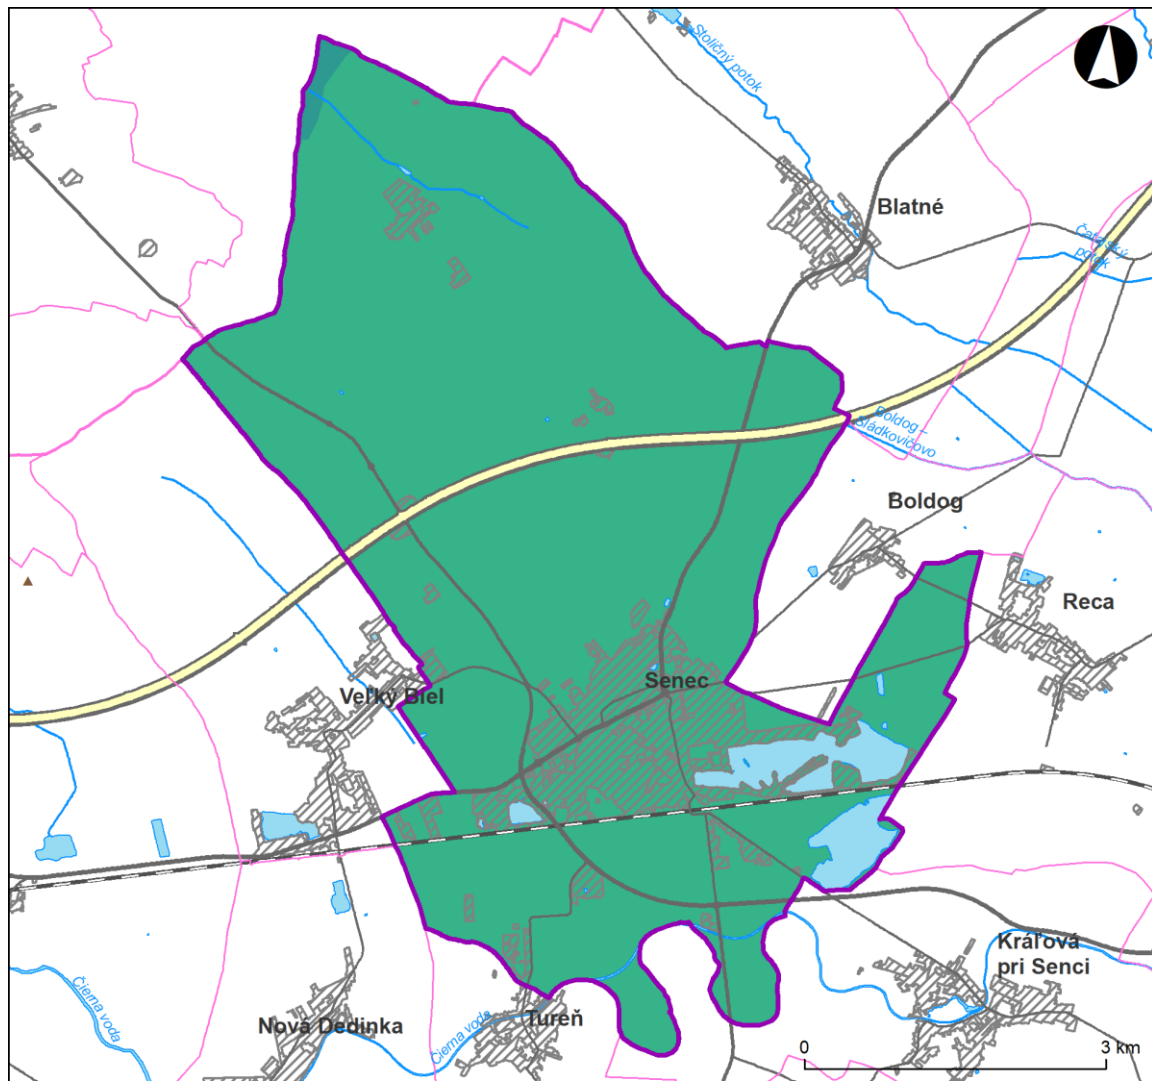 Stoličný potok
Blatné
Čatajský
potok
Boldog –
Sládkovičovo
Boldog
Reca
Senec
Veľký Biel
Kráľová
pri Senci
Čierna voda
Nová Dedinka
Tureň
Čierna voda
0
3 km